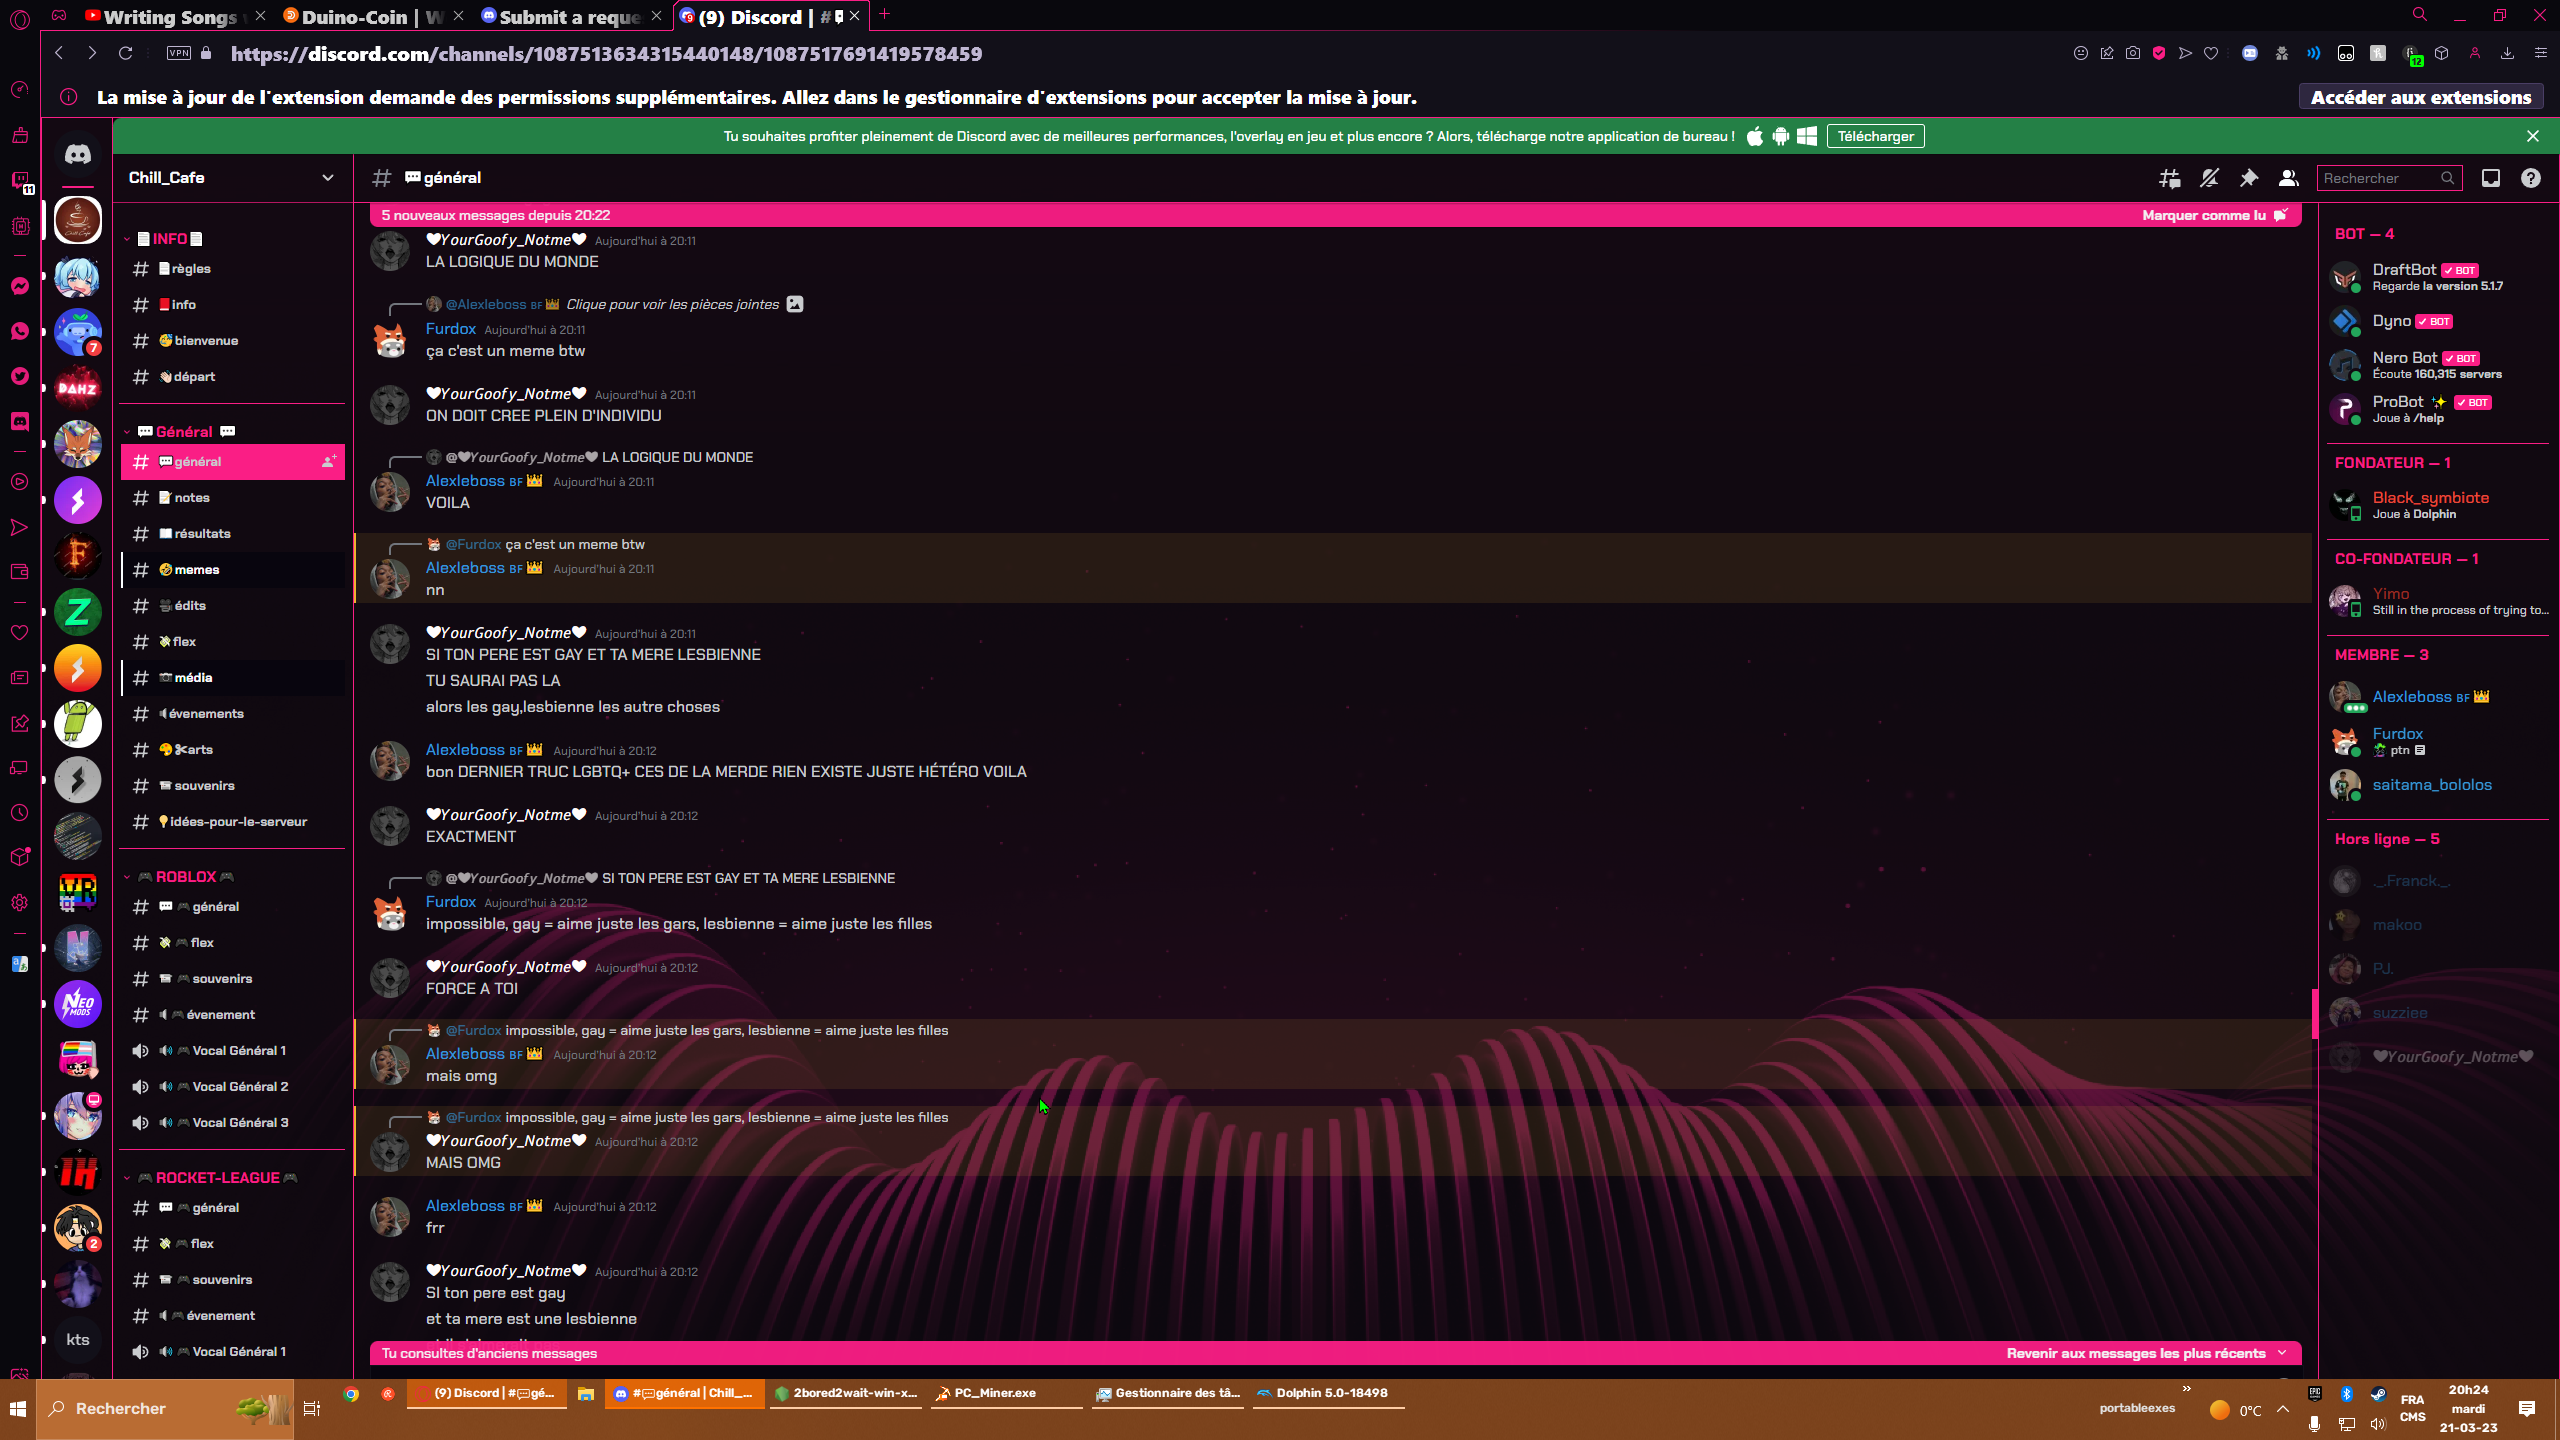 Writing Songs
Duino-Coin | W
Submit a reque
(9) Discord | #
VPN
https://discord.com/channels/1087513634315440148/1087517691419578459
12
La mise à jour de l'extension demande des permissions supplémentaires. Allez dans le gestionnaire d'extensions pour accepter la mise à jour.
Accéder aux extensions
Tu souhaites profiter pleinement de Discord avec de meilleures performances, l'overlay en jeu et plus encore ? Alors, télécharge notre application de bureau !
Télécharger
11
7
DAHZ
F
Z
N
NEO
MODS
2
kts
Chill_Cafe
INFO
règles
info
bienvenue
départ
Général
général
notes
résultats
memes
édits
flex
média
évenements
arts
souvenirs
idées-pour-le-serveur
ROBLOX
général
flex
souvenirs
évenement
Vocal Général 1
Vocal Général 2
Vocal Général 3
ROCKET-LEAGUE
général
flex
souvenirs
évenement
Vocal Général 1
général
Rechercher
5 nouveaux messages depuis 20:22
Marquer comme lu
YourGoofy_Notme Aujourd'hui à 20:11
LA LOGIQUE DU MONDE
@Alexleboss BF Clique pour voir les pièces jointes
Furdox Aujourd'hui à 20:11
ça c'est un meme btw
YourGoofy_Notme Aujourd'hui à 20:11
ON DOIT CREE PLEIN D'INDIVIDU
@YourGoofy_Notme LA LOGIQUE DU MONDE
Alexleboss BF Aujourd'hui à 20:11
VOILA
@Furdox ça c'est un meme btw
Alexleboss BF Aujourd'hui à 20:11
nn
YourGoofy_Notme Aujourd'hui à 20:11
SI TON PERE EST GAY ET TA MERE LESBIENNE
TU SAURAI PAS LA
alors les gay,lesbienne les autre choses
Alexleboss BF Aujourd'hui à 20:12
bon DERNIER TRUC LGBTQ+ CES DE LA MERDE RIEN EXISTE JUSTE HÉTÉRO VOILA
YourGoofy_Notme Aujourd'hui à 20:12
EXACTMENT
@YourGoofy_Notme SI TON PERE EST GAY ET TA MERE LESBIENNE
Furdox Aujourd'hui à 20:12
impossible, gay = aime juste les gars, lesbienne = aime juste les filles
YourGoofy_Notme Aujourd'hui à 20:12
FORCE A TOI
@Furdox impossible, gay = aime juste les gars, lesbienne = aime juste les filles
Alexleboss BF Aujourd'hui à 20:12
mais omg
@Furdox impossible, gay = aime juste les gars, lesbienne = aime juste les filles
YourGoofy_Notme Aujourd'hui à 20:12
MAIS OMG
Alexleboss BF Aujourd'hui à 20:12
frr
YourGoofy_Notme Aujourd'hui à 20:12
SI ton pere est gay
et ta mere est une lesbienne
Tu consultes d'anciens messages
Revenir aux messages les plus récents
BOT — 4
DraftBot BOT
Regarde la version 5.1.7
Dyno BOT
Nero Bot BOT
Écoute 160,315 servers
ProBot BOT
Joue à /help
FONDATEUR — 1
Black_symbiote
Joue à Dolphin
CO-FONDATEUR — 1
Yimo
Still in the process of trying to...
MEMBRE — 3
Alexleboss BF
Furdox
ptn
saitama_bololos
Hors ligne — 5
._.Franck._.
makoo
PJ.
suzziee
YourGoofy_Notme
Rechercher
(9) Discord | #gé...
#général | Chill_...
2bored2wait-win-x...
PC_Miner.exe
Gestionnaire des tâ...
Dolphin 5.0-18498
portableexes
0°C
FRA
CMS
20h24
mardi
21-03-23